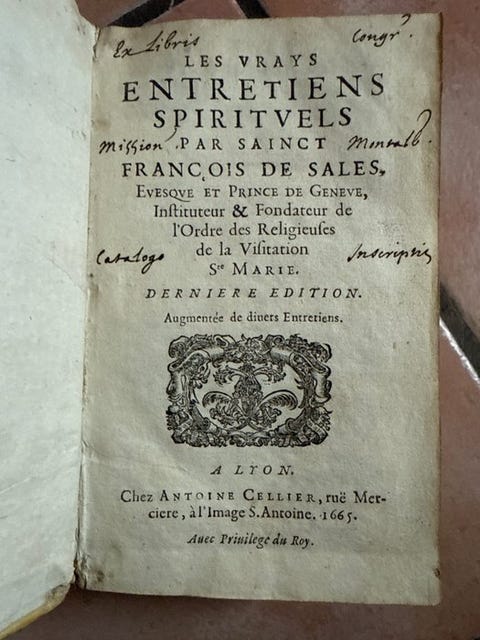 Ex Libris Congr.
LES VRAYS
ENTRETIENS
SPIRITVELS
Mission. PAR SAINCT Montalb.
FRANÇOIS DE SALES,
EVESQVE ET PRINCE DE GENEVE,
Instituteur & Fondateur de
l'Ordre des Religieuses
de la Visitation
Catalogo Inscriptis
Ste MARIE.
DERNIERE EDITION.
Augmentée de diuers Entretiens.
A LYON.
Chez ANTOINE CELLIER, ruë Mer-
ciere, à l'Image S. Antoine. 1665.
Auec Priuilege du Roy.